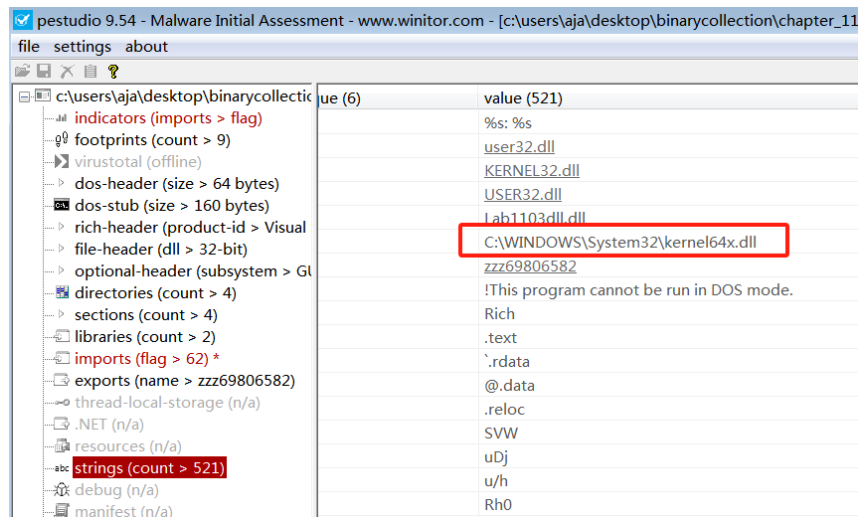 pestudio 9.54 - Malware Initial Assessment - www.winitor.com - [c:\users\aja\desktop\binarycollection\chapter_11
file settings about
c:\users\aja\desktop\binarycollectic
indicators (imports > flag)
footprints (count > 9)
virustotal (offline)
dos-header (size > 64 bytes)
dos-stub (size > 160 bytes)
rich-header (product-id > Visual
file-header (dll > 32-bit)
optional-header (subsystem > GU
directories (count > 4)
sections (count > 4)
libraries (count > 2)
imports (flag > 62) *
exports (name > zzz69806582)
thread-local-storage (n/a)
.NET (n/a)
resources (n/a)
abc strings (count > 521)
debug (n/a)
manifest (n/a)
ue (6) value (521)
%s: %s
user32.dll
KERNEL32.dll
USER32.dll
Lab1103dll.dll
C:\WINDOWS\System32\kernel64x.dll
zzz69806582
!This program cannot be run in DOS mode.
Rich
.text
`.rdata
@.data
.reloc
SVW
uDj
u/h
Rh0